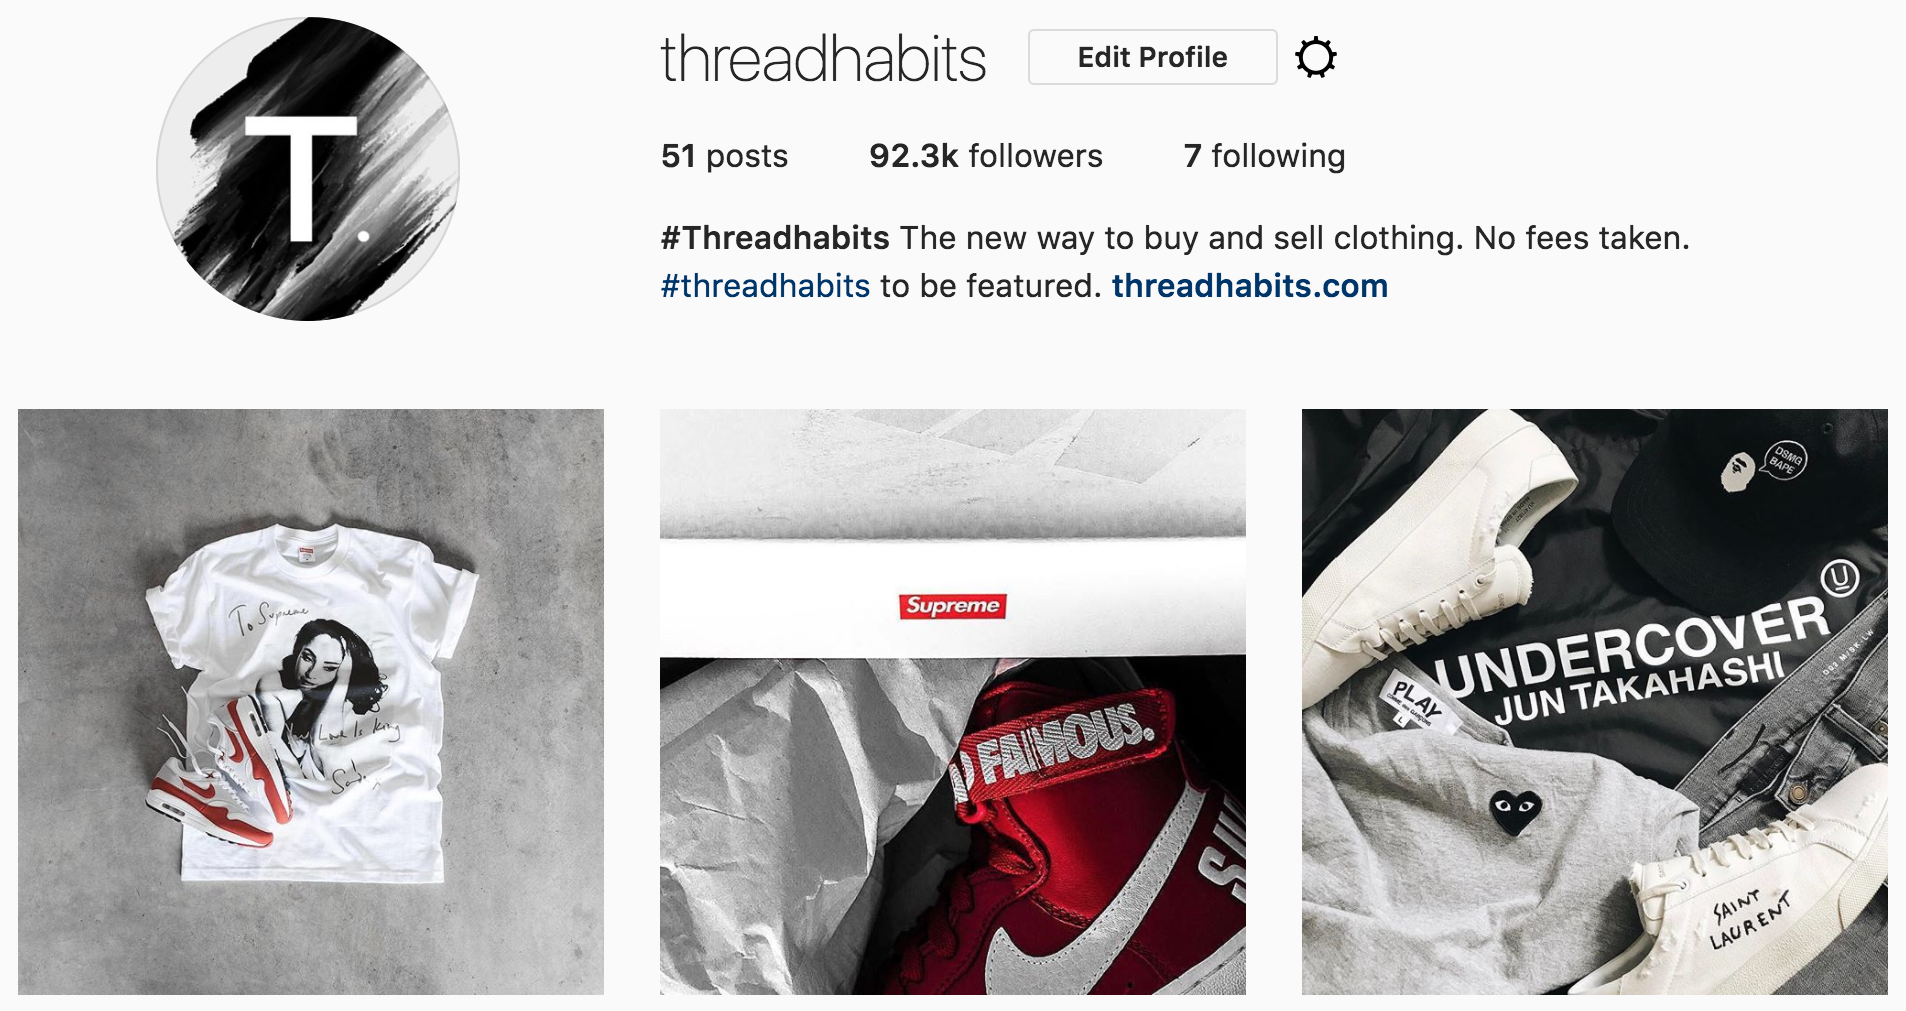 T.
threadhabits
Edit Profile
51 posts
92.3k followers
7 following
#Threadhabits The new way to buy and sell clothing. No fees taken.
#threadhabits to be featured. threadhabits.com
To Supreme
Love Is King
Supreme
FAMOUS.
DSMG
BAPE
U
UNDERCOVER
JUN TAKAHASHI
PLAY
L
SAINT
LAURENT